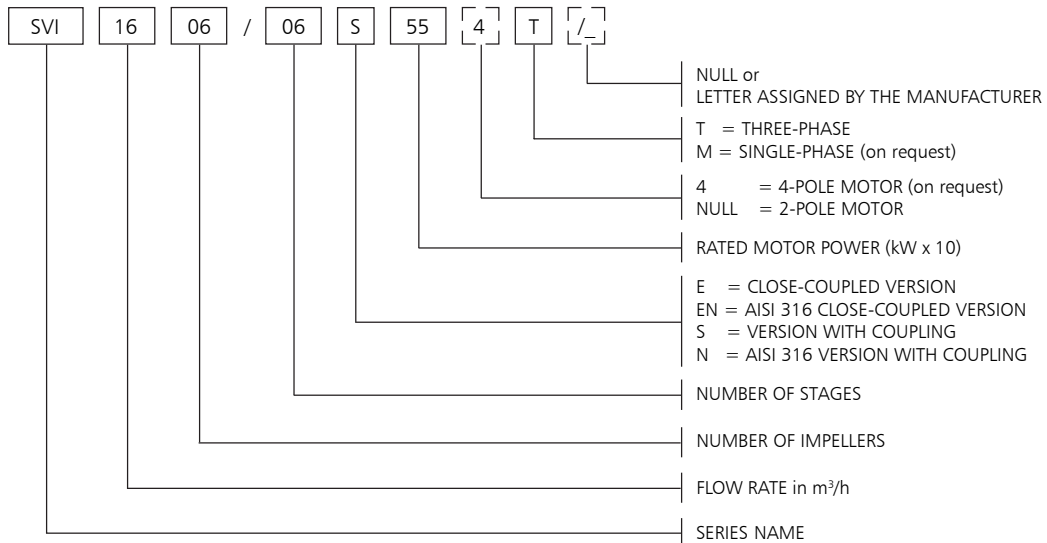 SVI 16 06 / 06 S 55 4 T /_
NULL or
LETTER ASSIGNED BY THE MANUFACTURER
T = THREE-PHASE
M = SINGLE-PHASE (on request)
4 = 4-POLE MOTOR (on request)
NULL = 2-POLE MOTOR
RATED MOTOR POWER (kW x 10)
E = CLOSE-COUPLED VERSION
EN = AISI 316 CLOSE-COUPLED VERSION
S = VERSION WITH COUPLING
N = AISI 316 VERSION WITH COUPLING
NUMBER OF STAGES
NUMBER OF IMPELLERS
FLOW RATE in m³/h
SERIES NAME